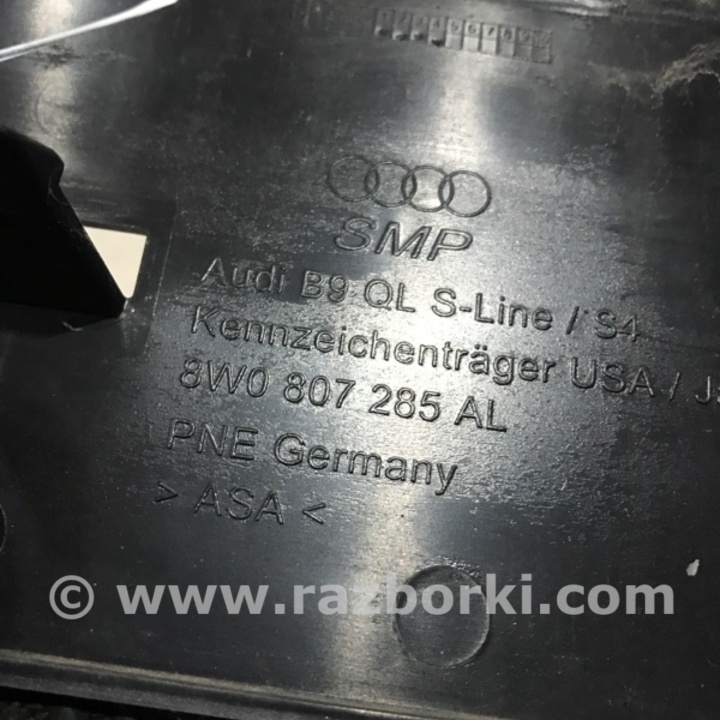 SMP
Audi B9 QL S-Line / S4
Kennzeichenträger USA /
8W0 807 285 AL
PNE Germany
> ASA <
© www.razborki.com